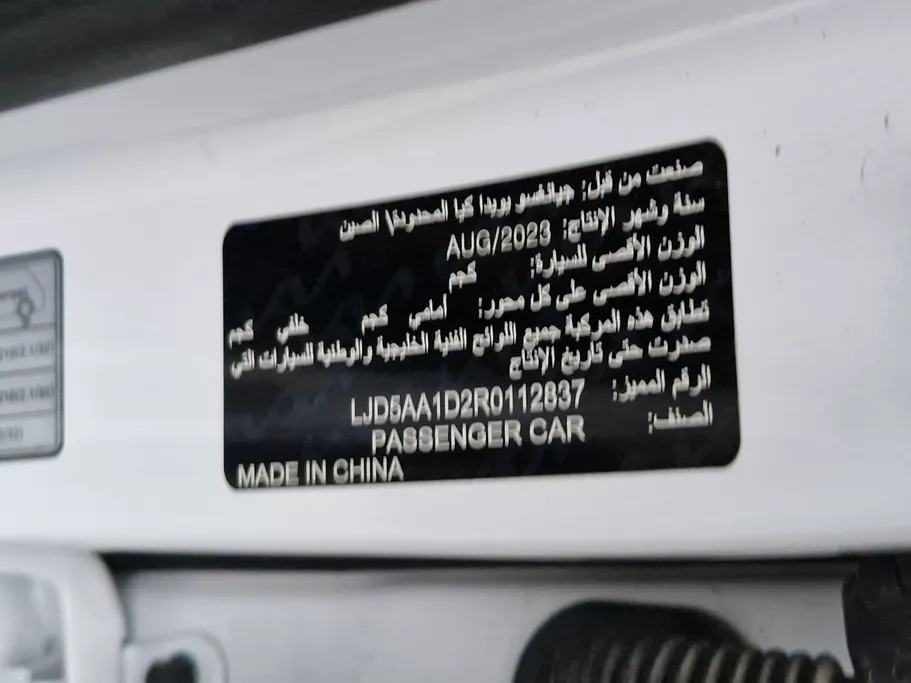 صنعت من قبل: جيانغسو يويدا كيا المحدودة\ الصين
سنة وشهر الإنتاج: AUG/2023
الوزن الأقصى للسيارة: كجم
الوزن الأقصى على كل محور: أمامي كجم خلفي كجم
تطابق هذه المركبة جميع اللوائح الفنية الخليجية والوطنية للسيارات التي
صدرت حتى تاريخ الإنتاج
الرقم المميز: LJD5AA1D2R0112837
الصنف: PASSENGER CAR
MADE IN CHINA